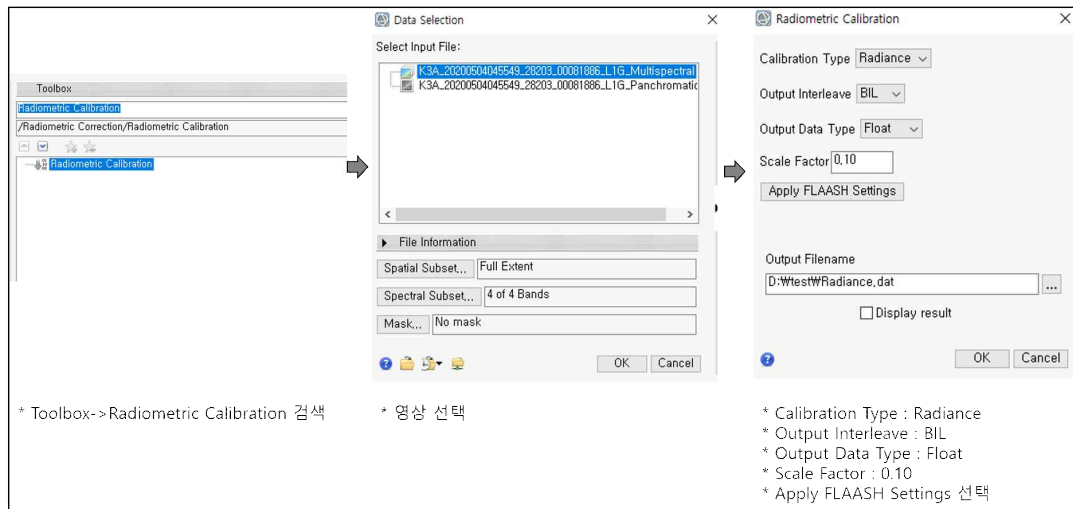 Toolbox
Radiometric Calibration
/Radiometric Correction/Radiometric Calibration
Radiometric Calibration
* Toolbox->Radiometric Calibration 검색
Data Selection
Select Input File:
K3A_20200504045549_28203_00081886_L1G_Multispectral
K3A_20200504045549_28203_00081886_L1G_Panchromatic
File Information
Spatial Subset... Full Extent
Spectral Subset... 4 of 4 Bands
Mask... No mask
OK Cancel
* 영상 선택
Radiometric Calibration
Calibration Type Radiance
Output Interleave BIL
Output Data Type Float
Scale Factor 0.10
Apply FLAASH Settings
Output Filename
D:₩test₩Radiance.dat ...
Display result
OK Cancel
* Calibration Type : Radiance
* Output Interleave : BIL
* Output Data Type : Float
* Scale Factor : 0.10
* Apply FLAASH Settings 선택